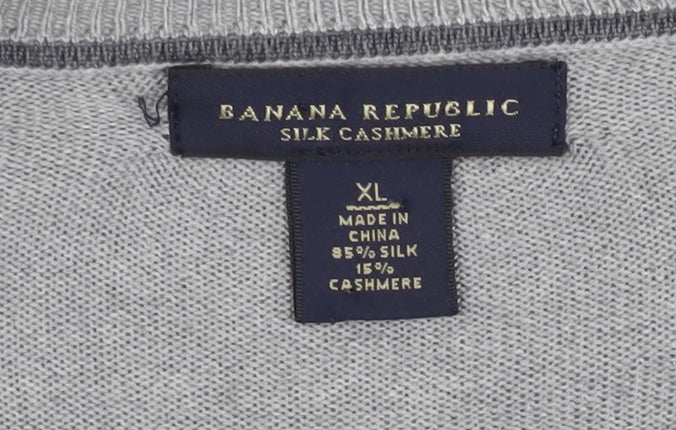 BANANA REPUBLIC
SILK CASHMERE
XL
MADE IN
CHINA
85% SILK
15%
CASHMERE